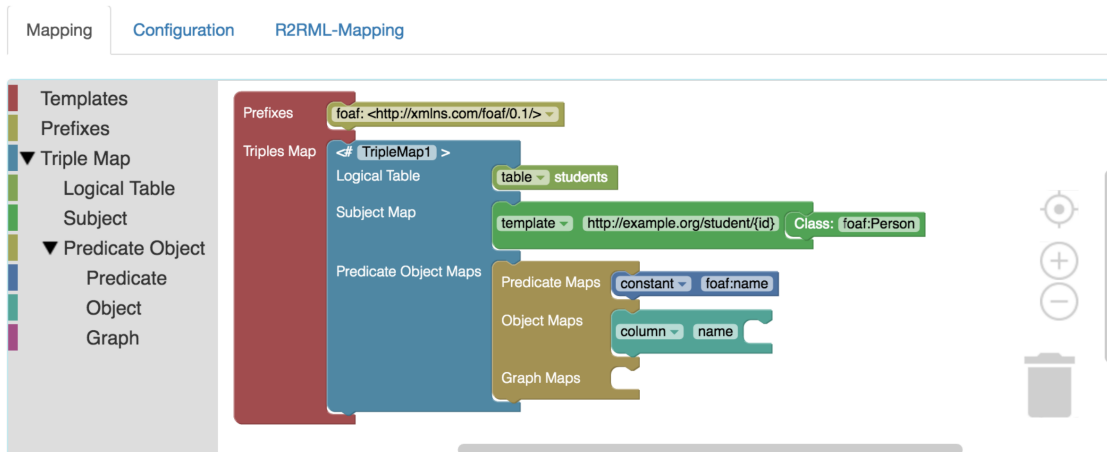 Mapping Configuration R2RML-Mapping
Templates
Prefixes
Triple Map
Logical Table
Subject
Predicate Object
Predicate
Object
Graph
Prefixes foaf: <http://xmlns.com/foaf/0.1/>
Triples Map <# TripleMap1 >
Logical Table table students
Subject Map template http://example.org/student/{id} Class: foaf:Person
Predicate Object Maps Predicate Maps constant foaf:name
Object Maps column name
Graph Maps